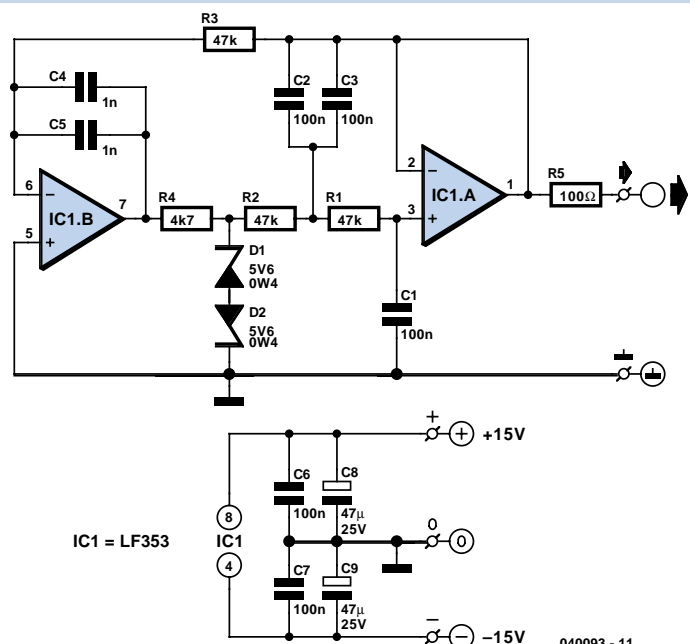 R3
47k
C4
1n
C5
1n
C2
100n
C3
100n
6
5
7
IC1.B
R4
4k7
R2
47k
R1
47k
2
3
1
IC1.A
R5
100Ω
D1
5V6
0W4
D2
5V6
0W4
C1
100n
+
+
+15V
C6
100n
C8
47µ
25V
8
IC1 = LF353
IC1
4
0
0
C7
100n
C9
47µ
25V
−
−
−15V
040093 - 11